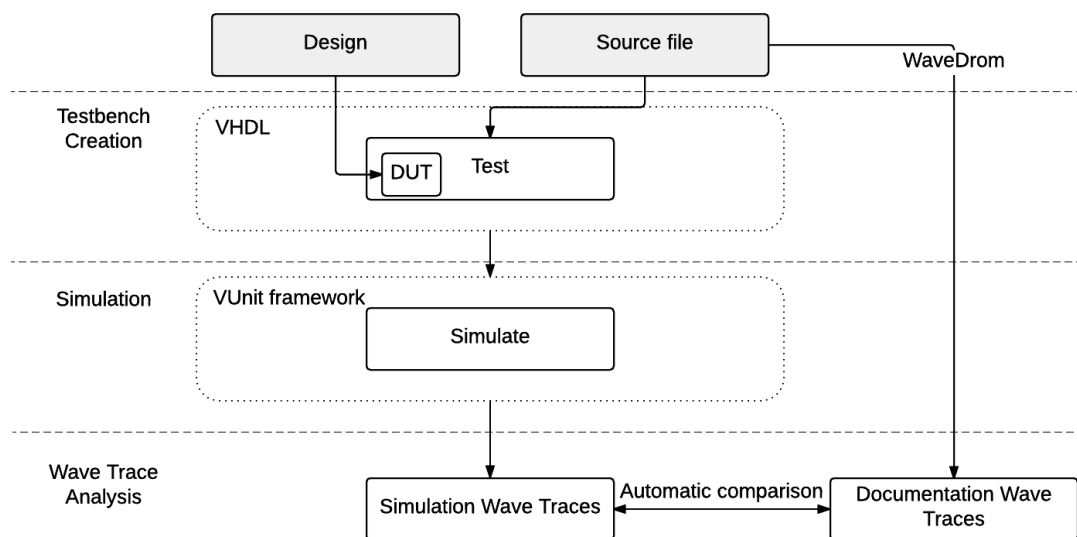 Design
Source file
WaveDrom
Testbench
Creation
VHDL
DUT
Test
Simulation
VUnit framework
Simulate
Wave Trace
Analysis
Simulation Wave Traces
Automatic comparison
Documentation Wave
Traces